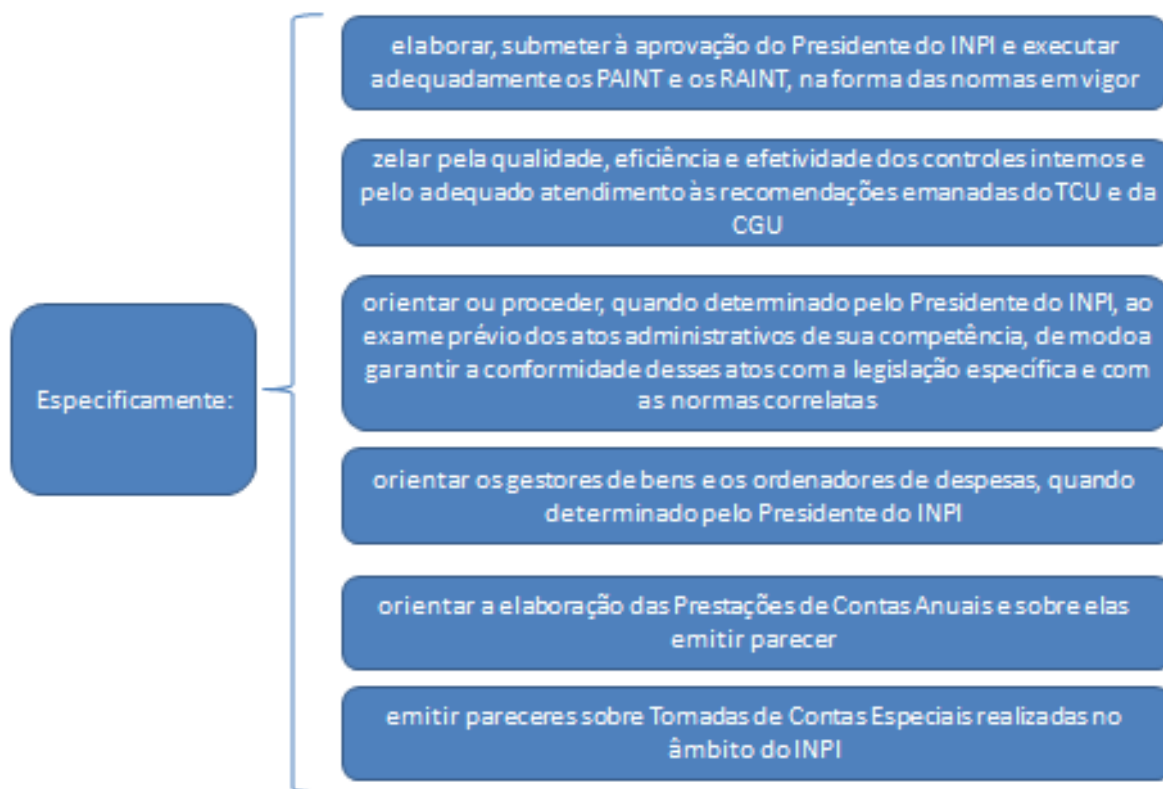 Especificamente:
elaborar, submeter à aprovação do Presidente do INPI e executar
adequadamente os PAINT e os RAINT, na forma das normas em vigor
zelar pela qualidade, eficiência e efetividade dos controles internos e
pelo adequado atendimento às recomendações emanadas do TCU e da
CGU
orientar ou proceder, quando determinado pelo Presidente do INPI, ao
exame prévio dos atos administrativos de sua competência, de modo a
garantir a conformidade desses atos com a legislação específica e com
as normas correlatas
orientar os gestores de bens e os ordenadores de despesas, quando
determinado pelo Presidente do INPI
orientar a elaboração das Prestações de Contas Anuais e sobre elas
emitir parecer
emitir pareceres sobre Tomadas de Contas Especiais realizadas no
âmbito do INPI